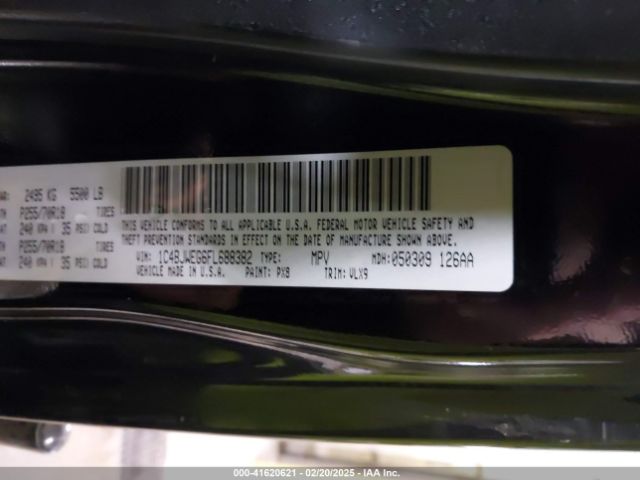 2495 KG 5500 LB
P255/70R18 TIRES
240 KPA ( 35 PSI) COLD
P255/70R18 TIRES
240 KPA ( 35 PSI) COLD
THIS VEHICLE CONFORMS TO ALL APPLICABLE U.S.A. FEDERAL MOTOR VEHICLE SAFETY AND
THEFT PREVENTION STANDARDS IN EFFECT ON THE DATE OF MANUFACTURE SHOWN ABOVE.
VIN: 1C4BJWEG6FL688382 TYPE: MPV MDH: 050309 126AA
VEHICLE MADE IN U.S.A. PAINT: PX8 TRIM: VLX9
000-41620621 - 02/20/2025 - IAA Inc.